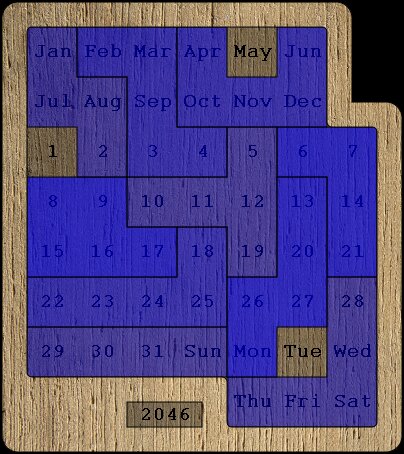 Jan Feb Mar Apr May Jun
Jul Aug Sep Oct Nov Dec
1 2 3 4 5 6 7
8 9 10 11 12 13 14
15 16 17 18 19 20 21
22 23 24 25 26 27 28
29 30 31 Sun Mon Tue Wed
Thu Fri Sat
2046